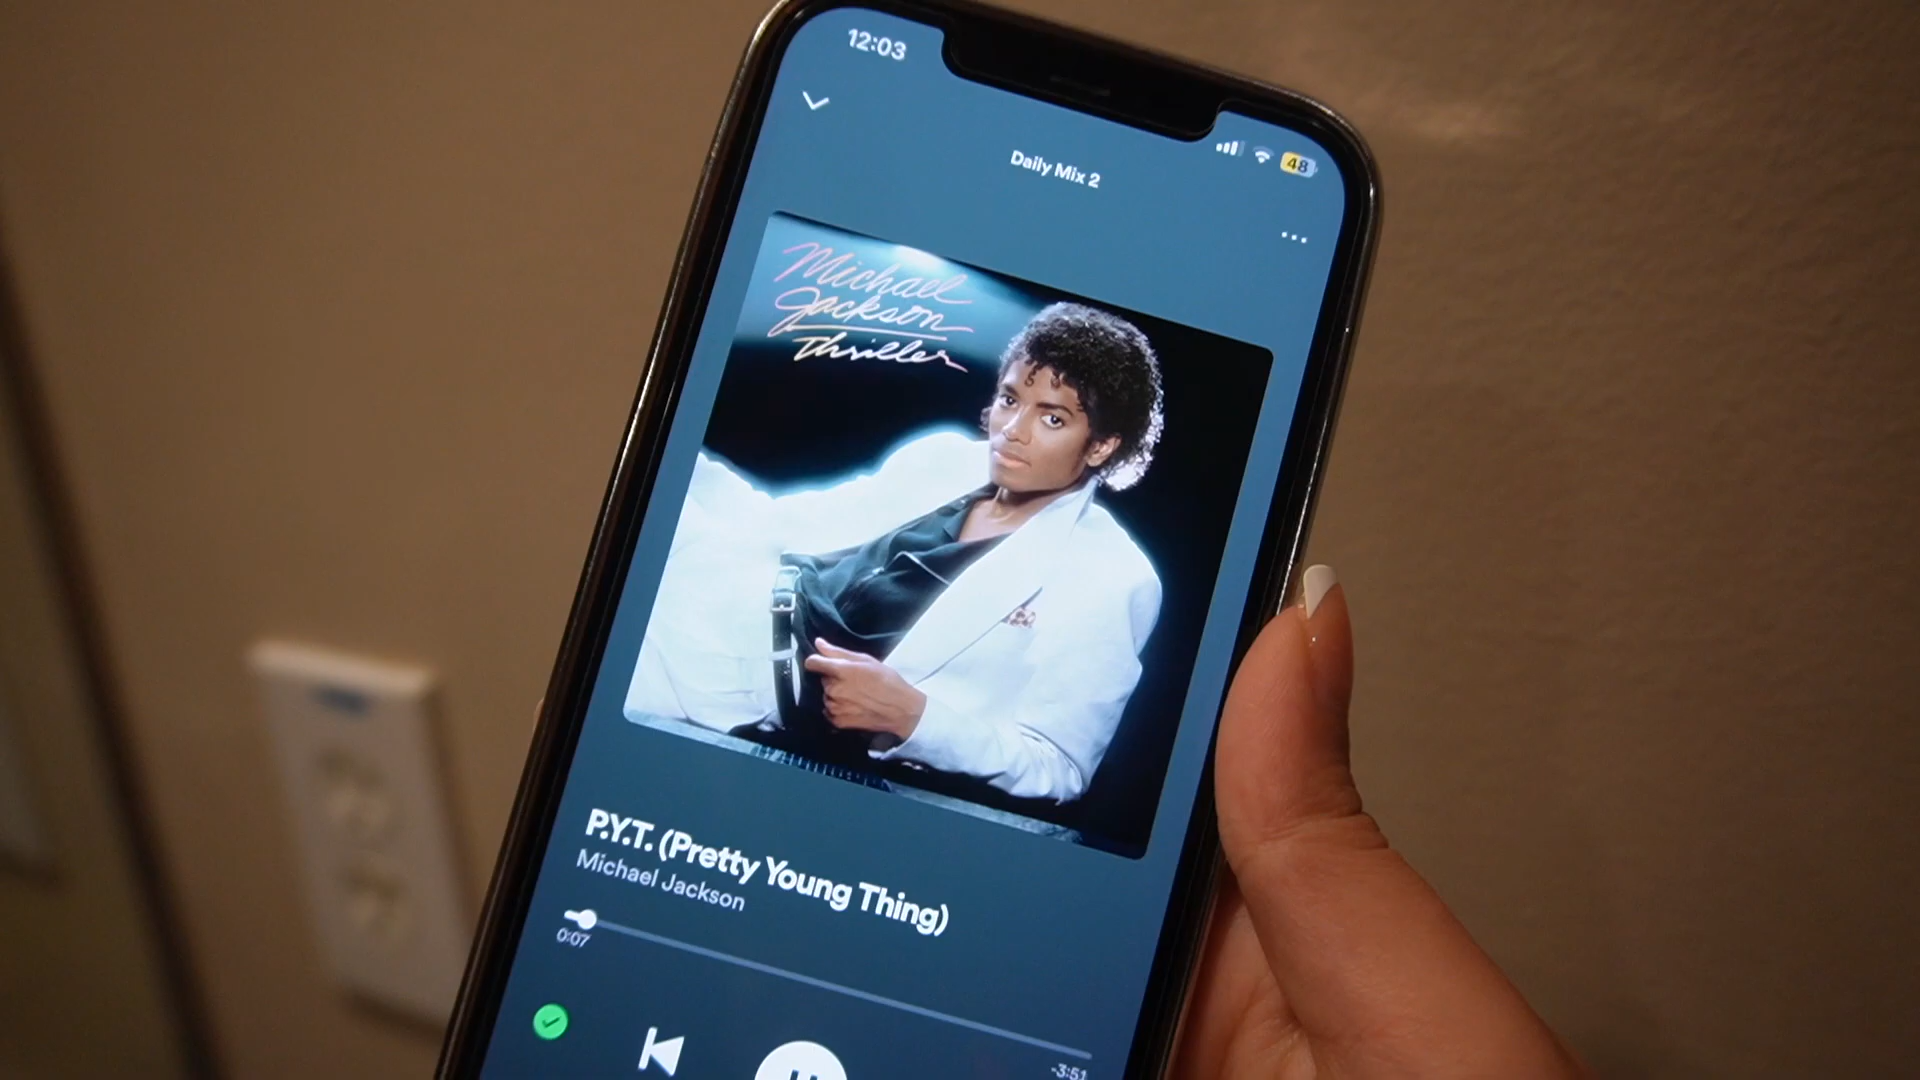 12:03
48
Daily Mix 2
Michael
Jackson
Thriller
P.Y.T. (Pretty Young Thing)
Michael Jackson
0:07
-3:51